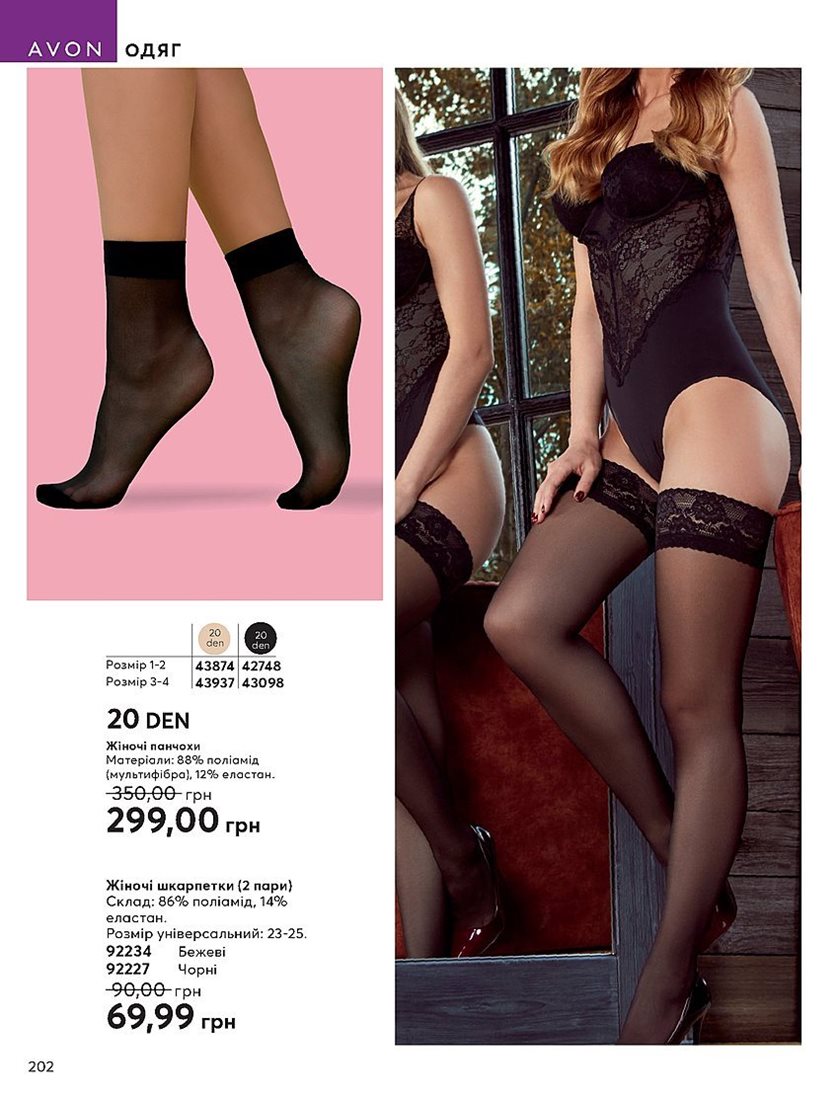 AVON ОДЯГ
20 den 20 den
Розмір 1-2 43874 42748
Розмір 3-4 43937 43098
20 DEN
Жіночі панчохи
Матеріали: 88% поліамід
(мультифібра), 12% еластан.
350,00 грн
299,00 грн
Жіночі шкарпетки (2 пари)
Склад: 86% поліамід, 14%
еластан.
Розмір універсальний: 23-25.
92234 Бежеві
92227 Чорні
90,00 грн
69,99 грн
202